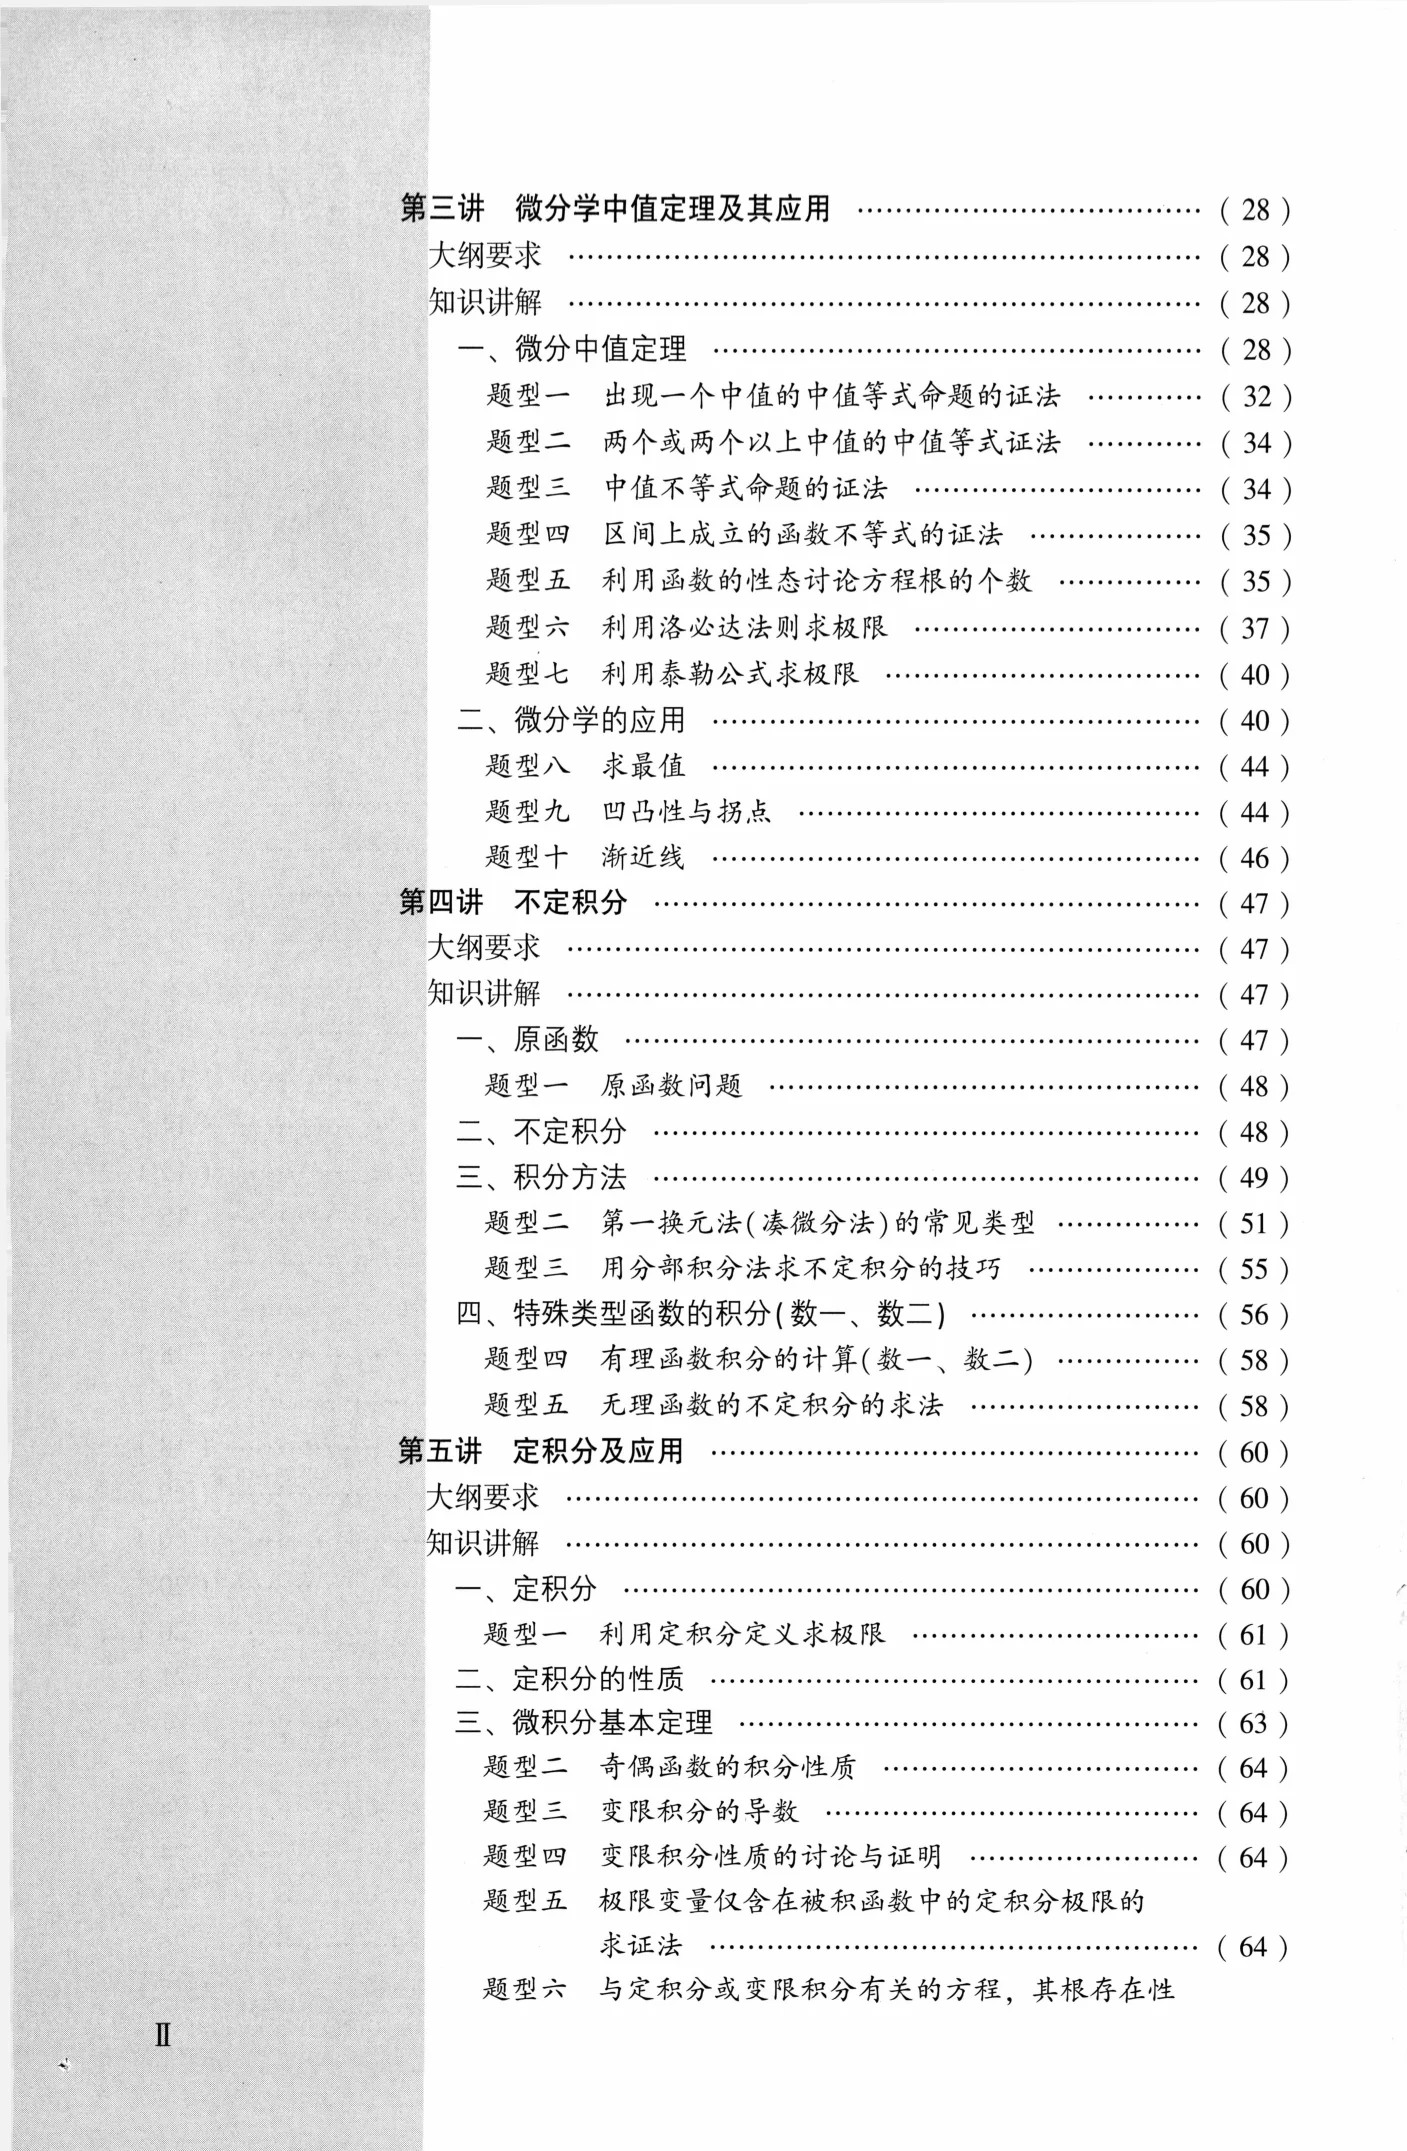 第三讲 微分学中值定理及其应用 ……………………………… ( 28 )
大纲要求 ………………………………………………………… ( 28 )
知识讲解 ………………………………………………………… ( 28 )
一、微分中值定理 …………………………………………… ( 28 )
题型一 出现一个中值的中值等式命题的证法 ………… ( 32 )
题型二 两个或两个以上中值的中值等式证法 ………… ( 34 )
题型三 中值不等式命题的证法 ………………………… ( 34 )
题型四 区间上成立的函数不等式的证法 ……………… ( 35 )
题型五 利用函数的性态讨论方程根的个数 …………… ( 35 )
题型六 利用洛必达法则求极限 ………………………… ( 37 )
题型七 利用泰勒公式求极限 …………………………… ( 40 )
二、微分学的应用 …………………………………………… ( 40 )
题型八 求最值 …………………………………………… ( 44 )
题型九 凹凸性与拐点 …………………………………… ( 44 )
题型十 渐近线 …………………………………………… ( 46 )
第四讲 不定积分 ………………………………………………… ( 47 )
大纲要求 ………………………………………………………… ( 47 )
知识讲解 ………………………………………………………… ( 47 )
一、原函数 …………………………………………………… ( 47 )
题型一 原函数问题 ……………………………………… ( 48 )
二、不定积分 ………………………………………………… ( 48 )
三、积分方法 ………………………………………………… ( 49 )
题型二 第一换元法(凑微分法)的常见类型 …………… ( 51 )
题型三 用分部积分法求不定积分的技巧 ……………… ( 55 )
四、特殊类型函数的积分(数一、数二) …………………… ( 56 )
题型四 有理函数积分的计算(数一、数二) …………… ( 58 )
题型五 无理函数的不定积分的求法 …………………… ( 58 )
第五讲 定积分及应用 …………………………………………… ( 60 )
大纲要求 ………………………………………………………… ( 60 )
知识讲解 ………………………………………………………… ( 60 )
一、定积分 …………………………………………………… ( 60 )
题型一 利用定积分定义求极限 ………………………… ( 61 )
二、定积分的性质 …………………………………………… ( 61 )
三、微积分基本定理 ………………………………………… ( 63 )
题型二 奇偶函数的积分性质 …………………………… ( 64 )
题型三 变限积分的导数 ………………………………… ( 64 )
题型四 变限积分性质的讨论与证明 …………………… ( 64 )
题型五 极限变量仅含在被积函数中的定积分极限的
求证法 …………………………………………… ( 64 )
题型六 与定积分或变限积分有关的方程，其根存在性
Ⅱ